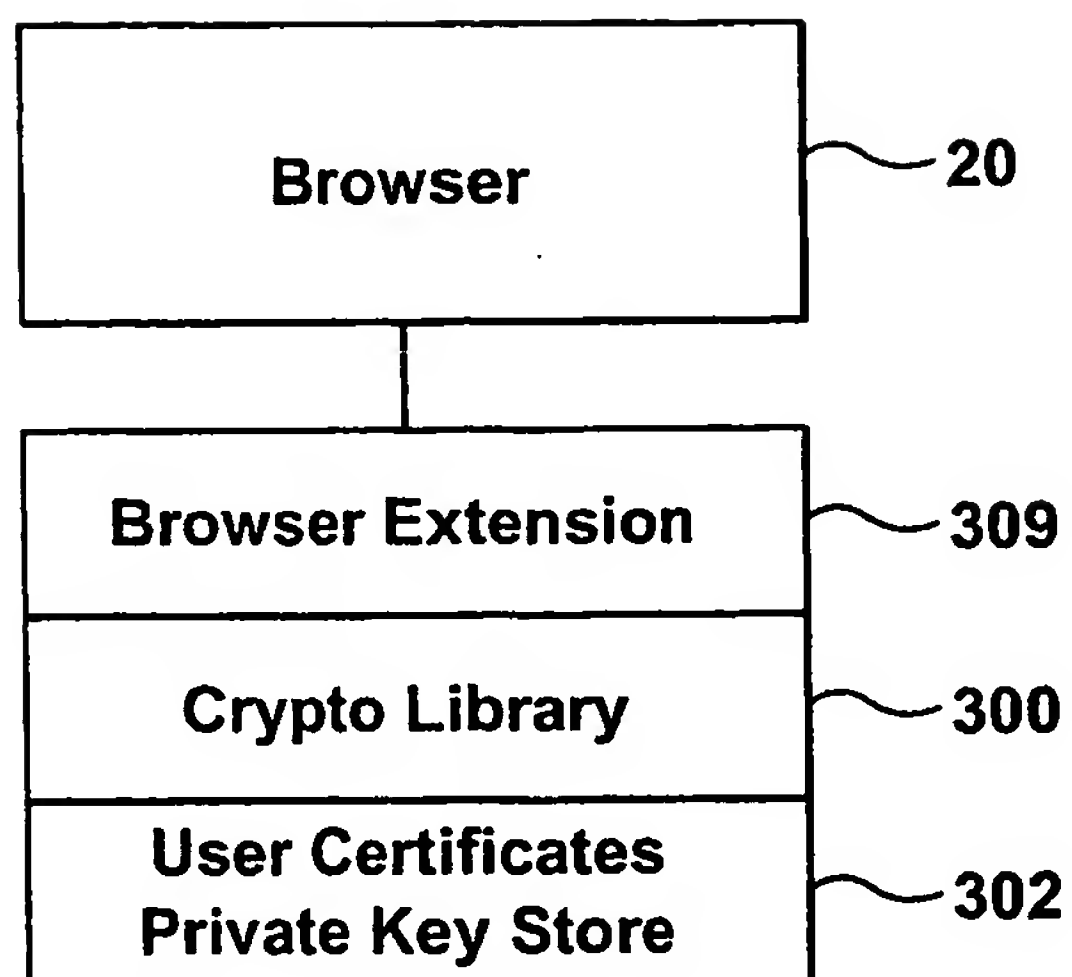 Browser
20
Browser Extension
309
Crypto Library
300
User Certificates
Private Key Store
302